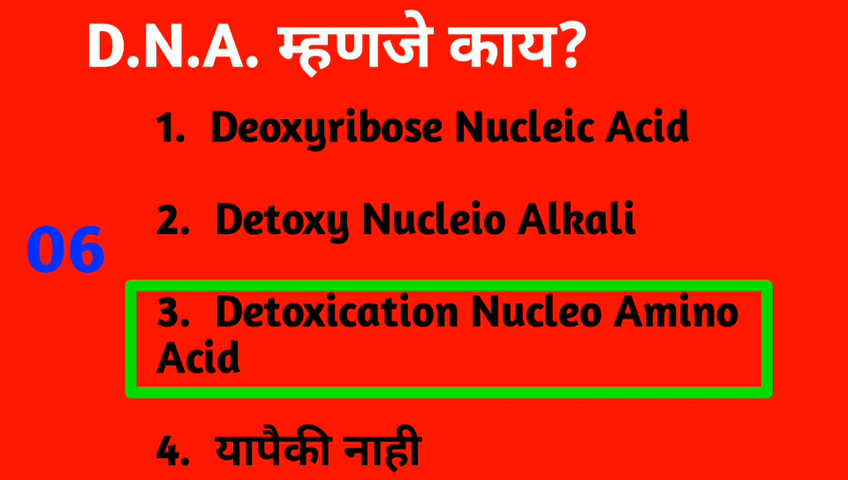 D.N.A. म्हणजे काय?
1. Deoxyribose Nucleic Acid
2. Detoxy Nucleio Alkali
06
3. Detoxication Nucleo Amino
Acid
4. यापैकी नाही